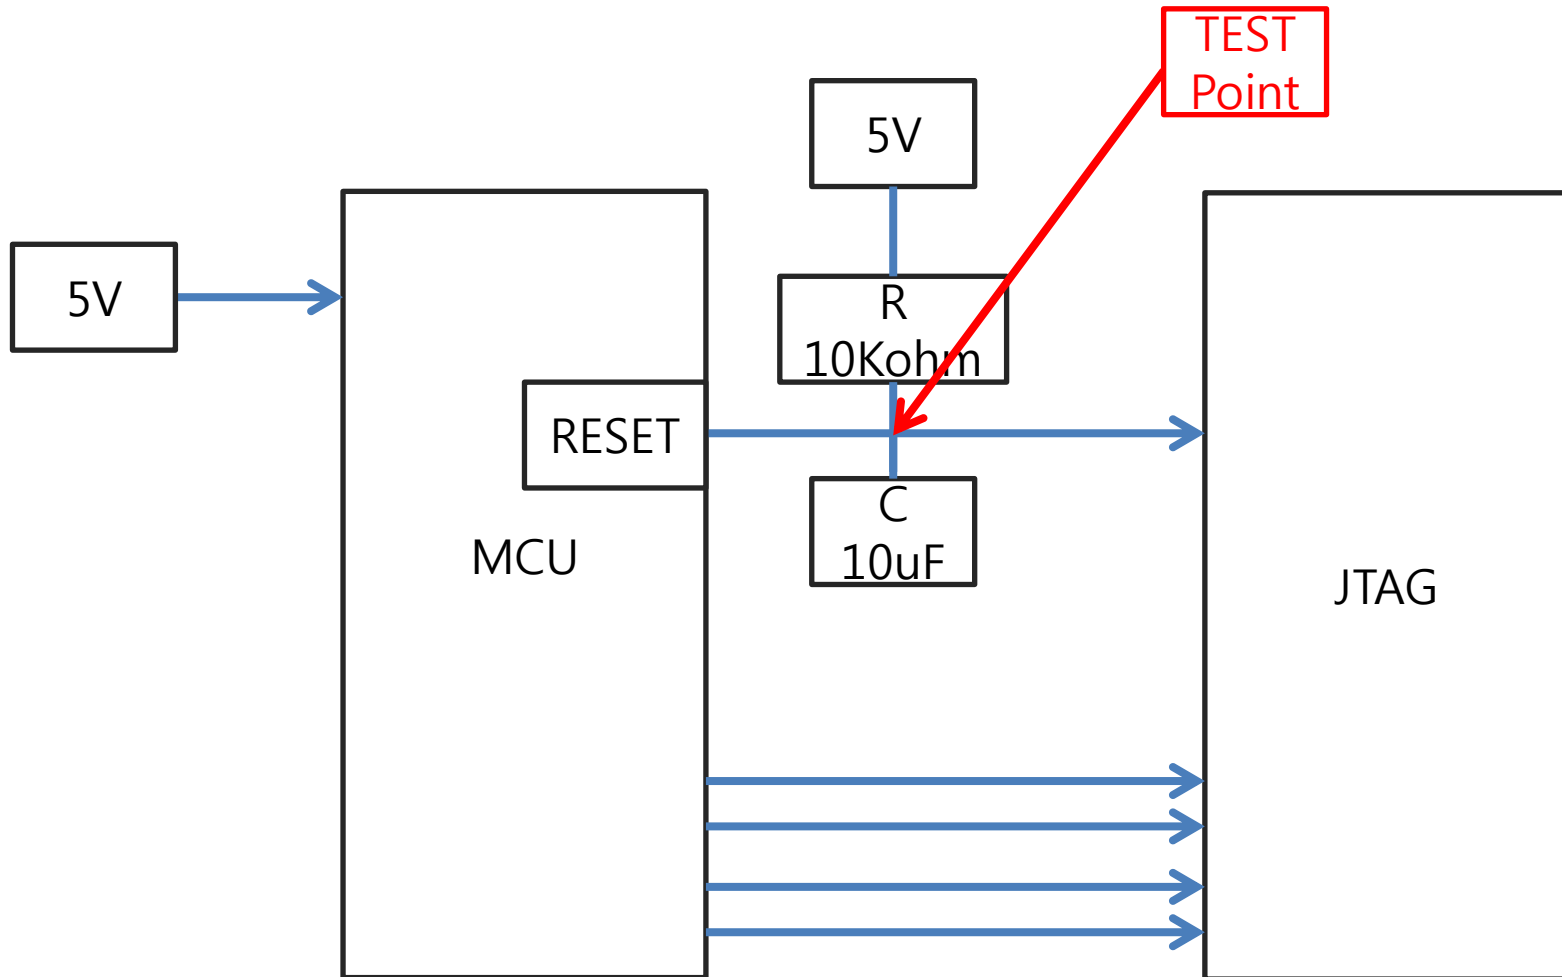 TEST
Point
5V
5V
R
10Kohm
RESET
C
10uF
MCU
JTAG